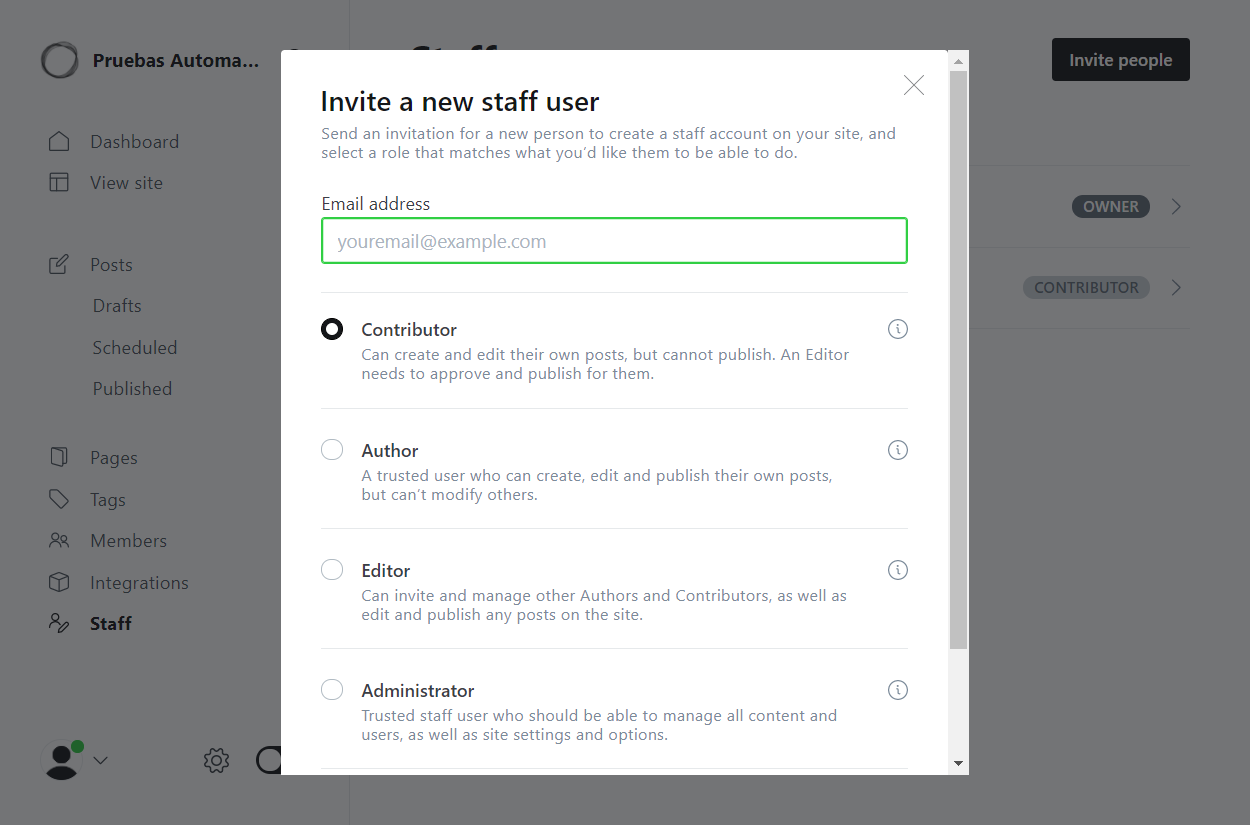 Pruebas Automa...
Dashboard
View site
Posts
Drafts
Scheduled
Published
Pages
Tags
Members
Integrations
Staff
Staff
Invite people
OWNER
CONTRIBUTOR
Invite a new staff user
Send an invitation for a new person to create a staff account on your site, and
select a role that matches what you’d like them to be able to do.
Email address
youremail@example.com
Contributor
Can create and edit their own posts, but cannot publish. An Editor
needs to approve and publish for them.
Author
A trusted user who can create, edit and publish their own posts,
but can’t modify others.
Editor
Can invite and manage other Authors and Contributors, as well as
edit and publish any posts on the site.
Administrator
Trusted staff user who should be able to manage all content and
users, as well as site settings and options.